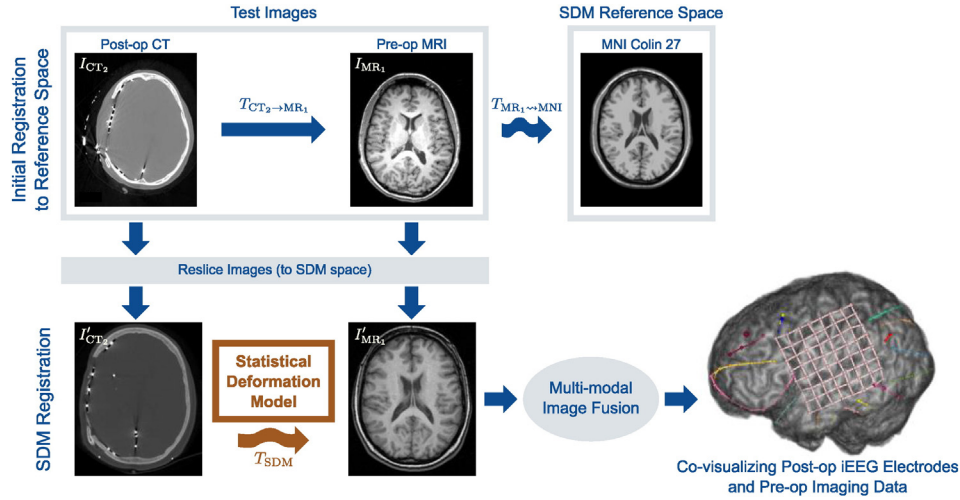 Test Images
SDM Reference Space
Initial Registration
to Reference Space
Post-op CT
Pre-op MRI
MNI Colin 27
I_CT₂
T_CT₂→MR₁
I_MR₁
T_MR₁⇝MNI
Reslice Images (to SDM space)
SDM Registration
I′_CT₂
Statistical
Deformation
Model
T_SDM
I′_MR₁
Multi-modal
Image Fusion
Co-visualizing Post-op iEEG Electrodes
and Pre-op Imaging Data